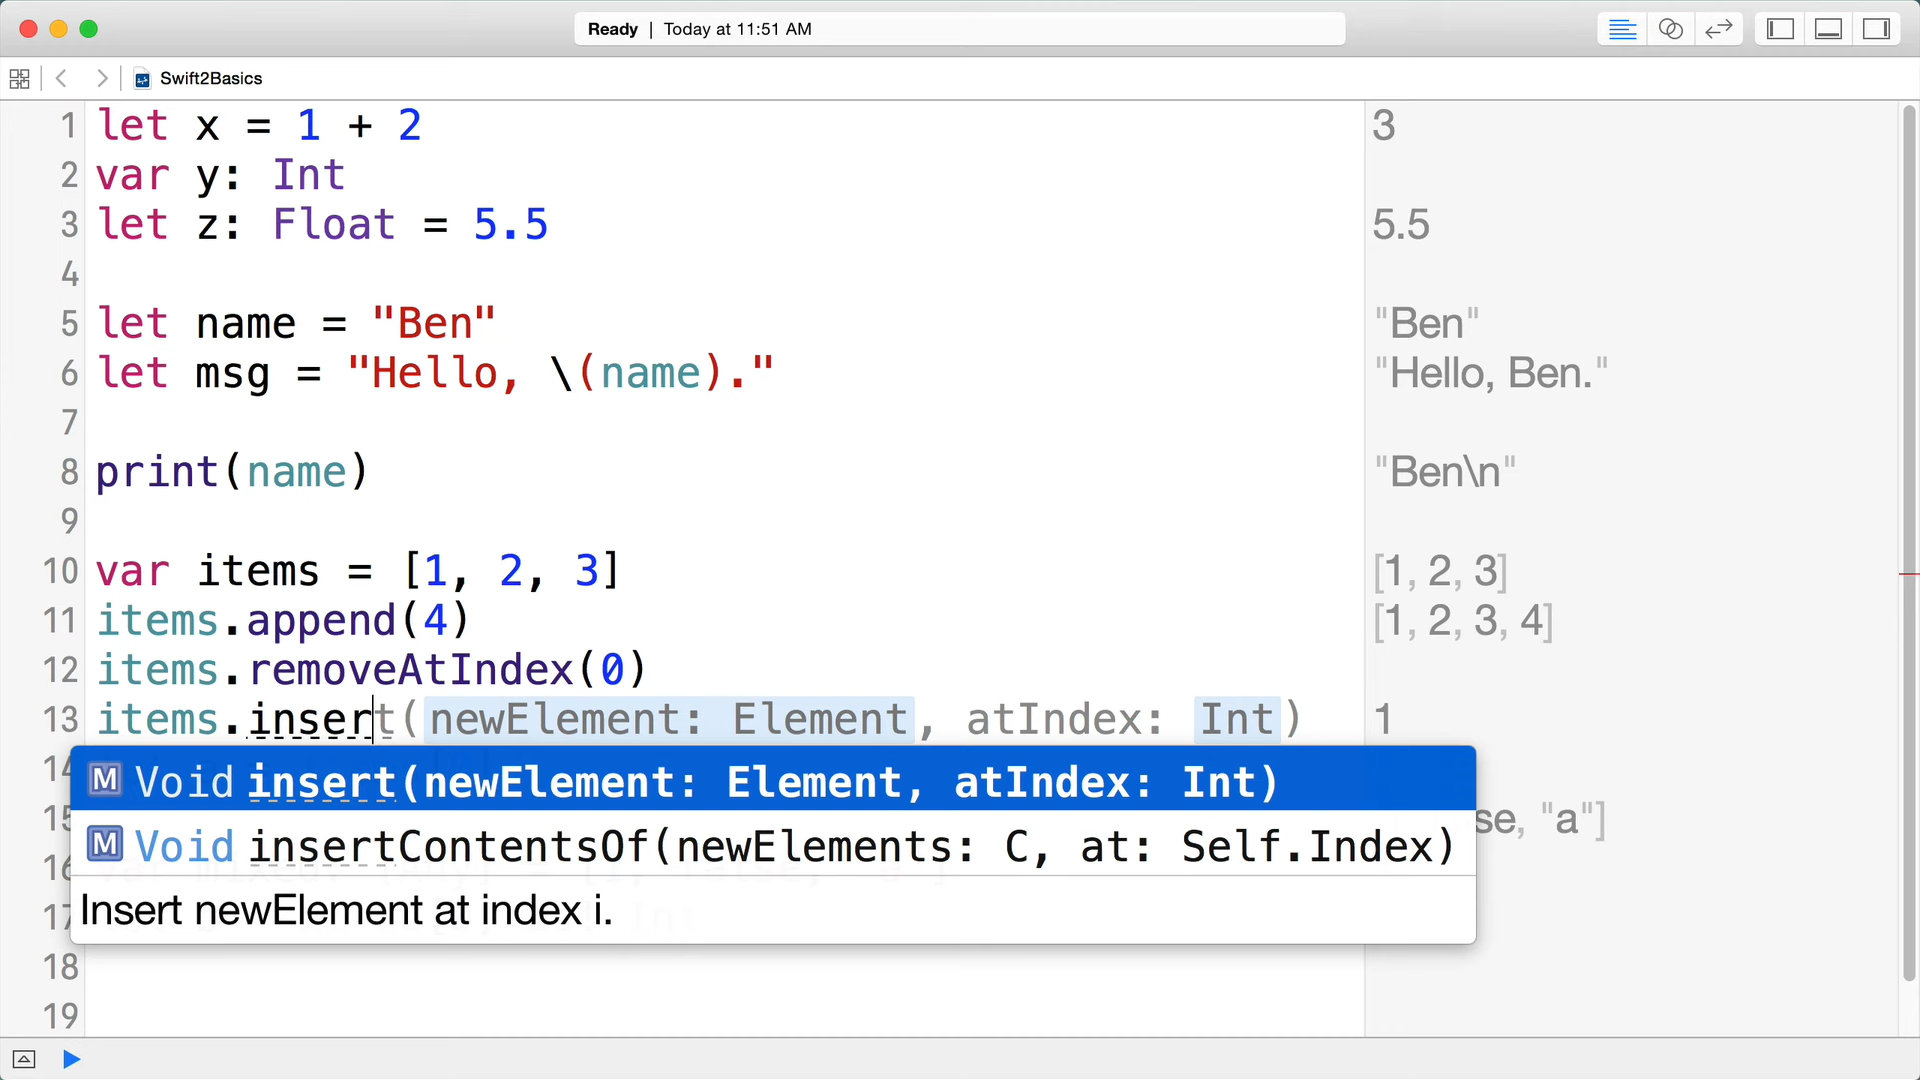 Ready | Today at 11:51 AM
Swift2Basics
1 let x = 1 + 2 3
2 var y: Int
3 let z: Float = 5.5 5.5
4
5 let name = "Ben" "Ben"
6 let msg = "Hello, \(name)." "Hello, Ben."
7
8 print(name) "Ben\n"
9
10 var items = [1, 2, 3] [1, 2, 3]
11 items.append(4) [1, 2, 3, 4]
12 items.removeAtIndex(0)
13 items.insert(newElement: Element, atIndex: Int) 1
M Void insert(newElement: Element, atIndex: Int)
se, "a"]
M Void insertContentsOf(newElements: C, at: Self.Index)
Insert newElement at index i.
18
19